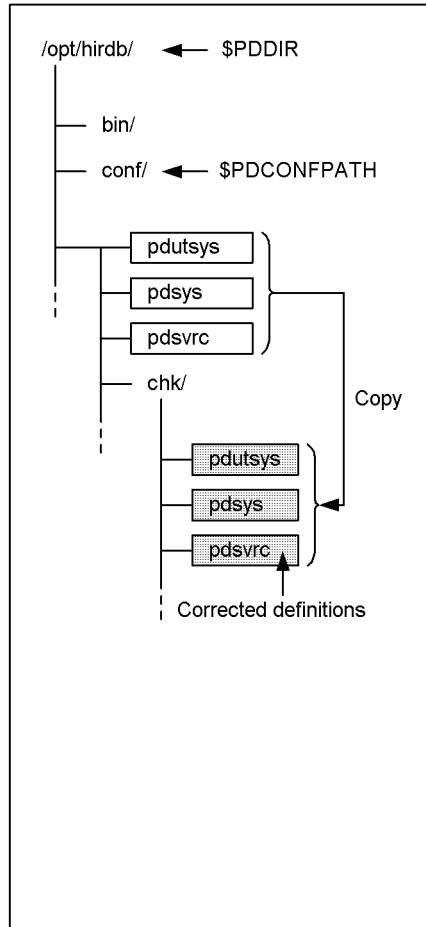 /opt/hirdb/ $PDDIR
bin/
conf/ $PDCONFPATH
pdutsys
pdsys
pdsvrc
chk/
Copy
pdutsys
pdsys
pdsvrc
Corrected definitions